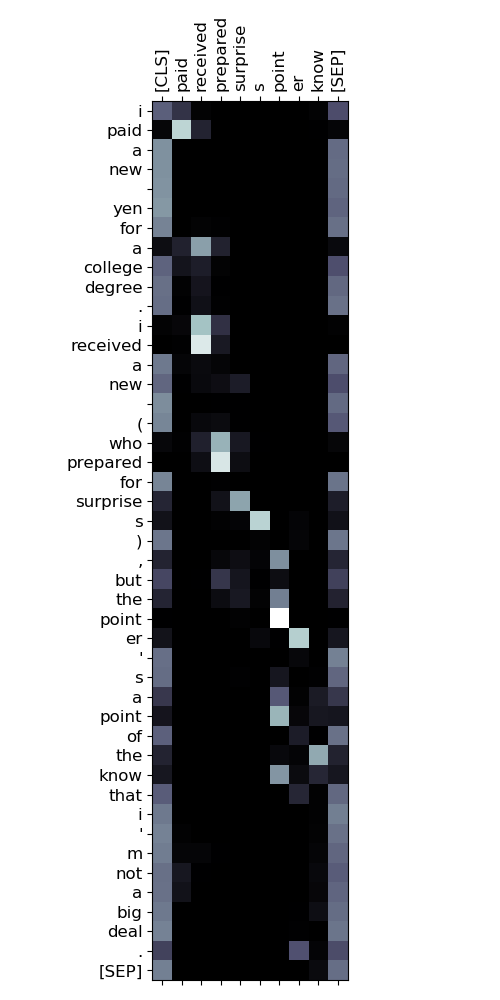 [CLS]
paid
received
prepared
surprise
s
point
er
know
[SEP]
i
paid
a
new
yen
for
a
college
degree
.
i
received
a
new
(
who
prepared
for
surprise
s
)
,
but
the
point
er
'
s
a
point
of
the
know
that
i
'
m
not
a
big
deal
.
[SEP]